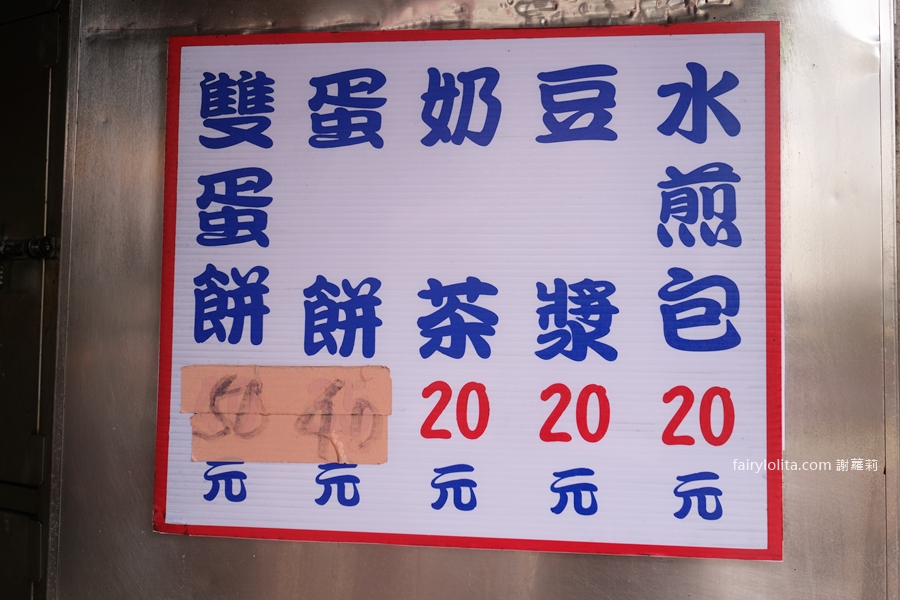 水煎包20元
豆漿20元
奶茶20元
蛋餅40元
雙蛋餅50元
fairylolita.com 謝蘿莉